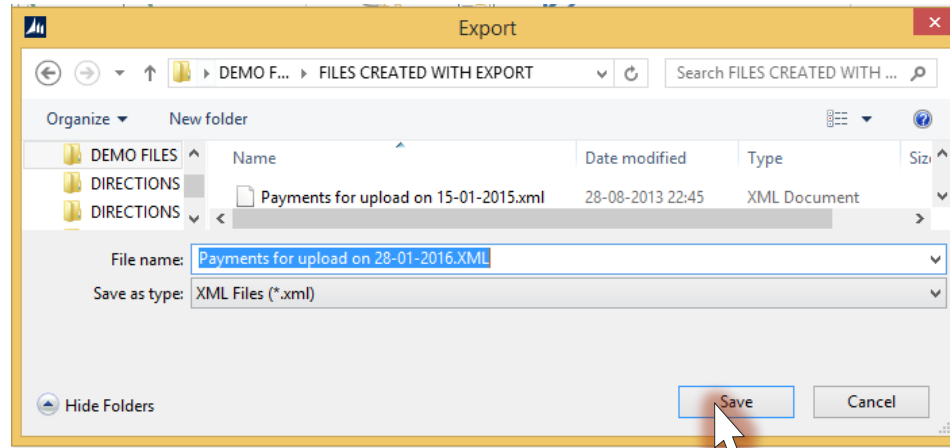 Export
DEMO F... FILES CREATED WITH EXPORT Search FILES CREATED WITH ...
Organize New folder
DEMO FILES Name Date modified Type Size
DIRECTIONS Payments for upload on 15-01-2015.xml 28-08-2013 22:45 XML Document
DIRECTIONS
File name: Payments for upload on 28-01-2016.XML
Save as type: XML Files (*.xml)
Hide Folders Save Cancel